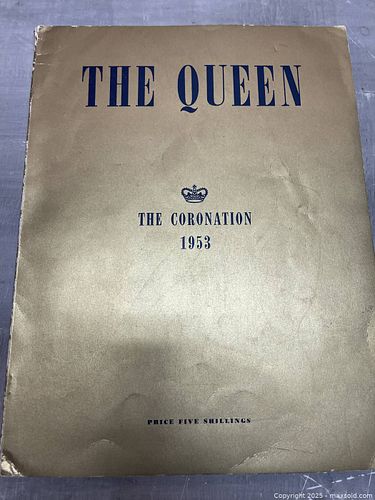 THE QUEEN
THE CORONATION
1953
PRICE FIVE SHILLINGS
Copyright 2025 - maxsold.com